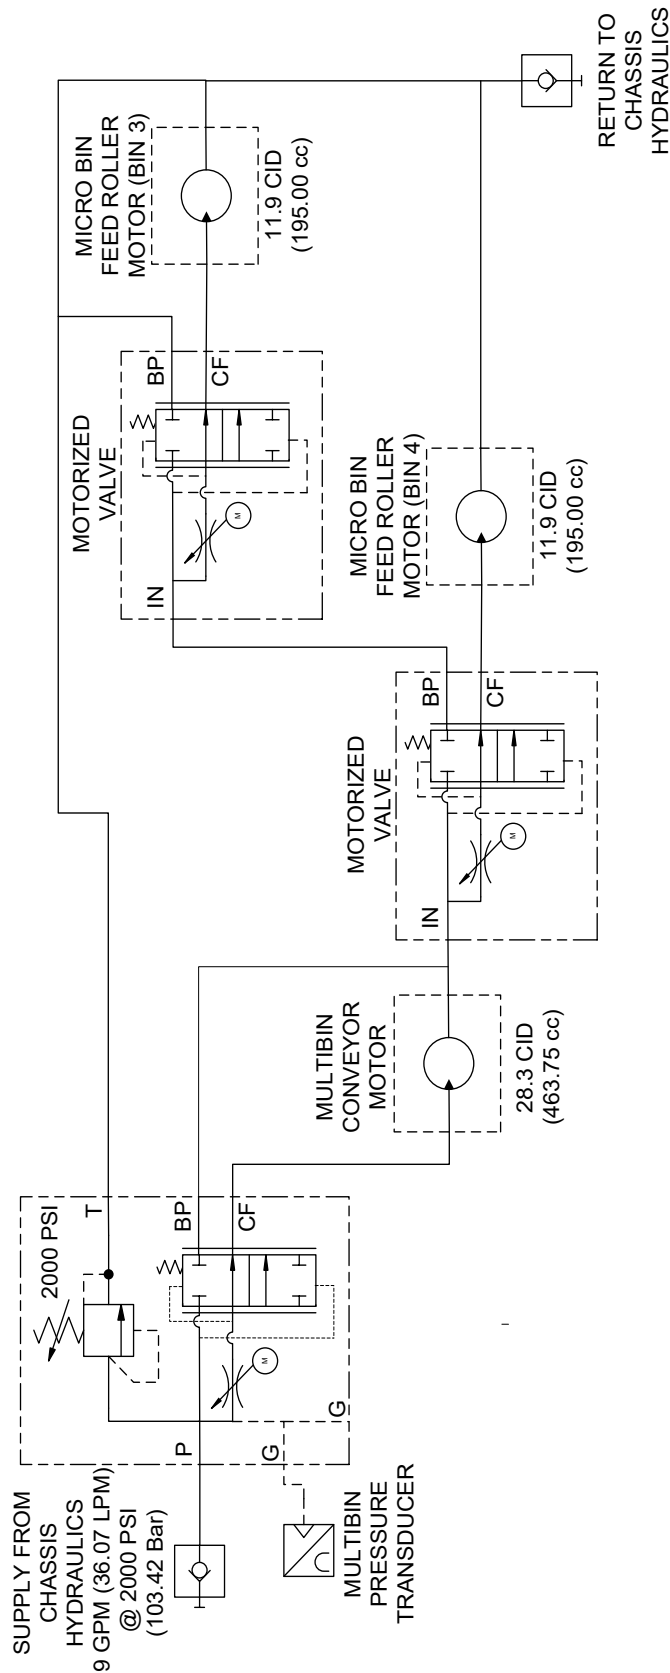 SUPPLY FROM
CHASSIS
HYDRAULICS
9 GPM (36.07 LPM)
@ 2000 PSI
(103.42 Bar)
2000 PSI
T
P
BP
CF
M
G
G
MULTIBIN
PRESSURE
TRANSDUCER
MULTIBIN
CONVEYOR
MOTOR
28.3 CID
(463.75 cc)
MOTORIZED
VALVE
IN
BP
CF
M
MICRO BIN
FEED ROLLER
MOTOR (BIN 4)
11.9 CID
(195.00 cc)
MOTORIZED
VALVE
IN
BP
CF
M
MICRO BIN
FEED ROLLER
MOTOR (BIN 3)
11.9 CID
(195.00 cc)
RETURN TO
CHASSIS
HYDRAULICS